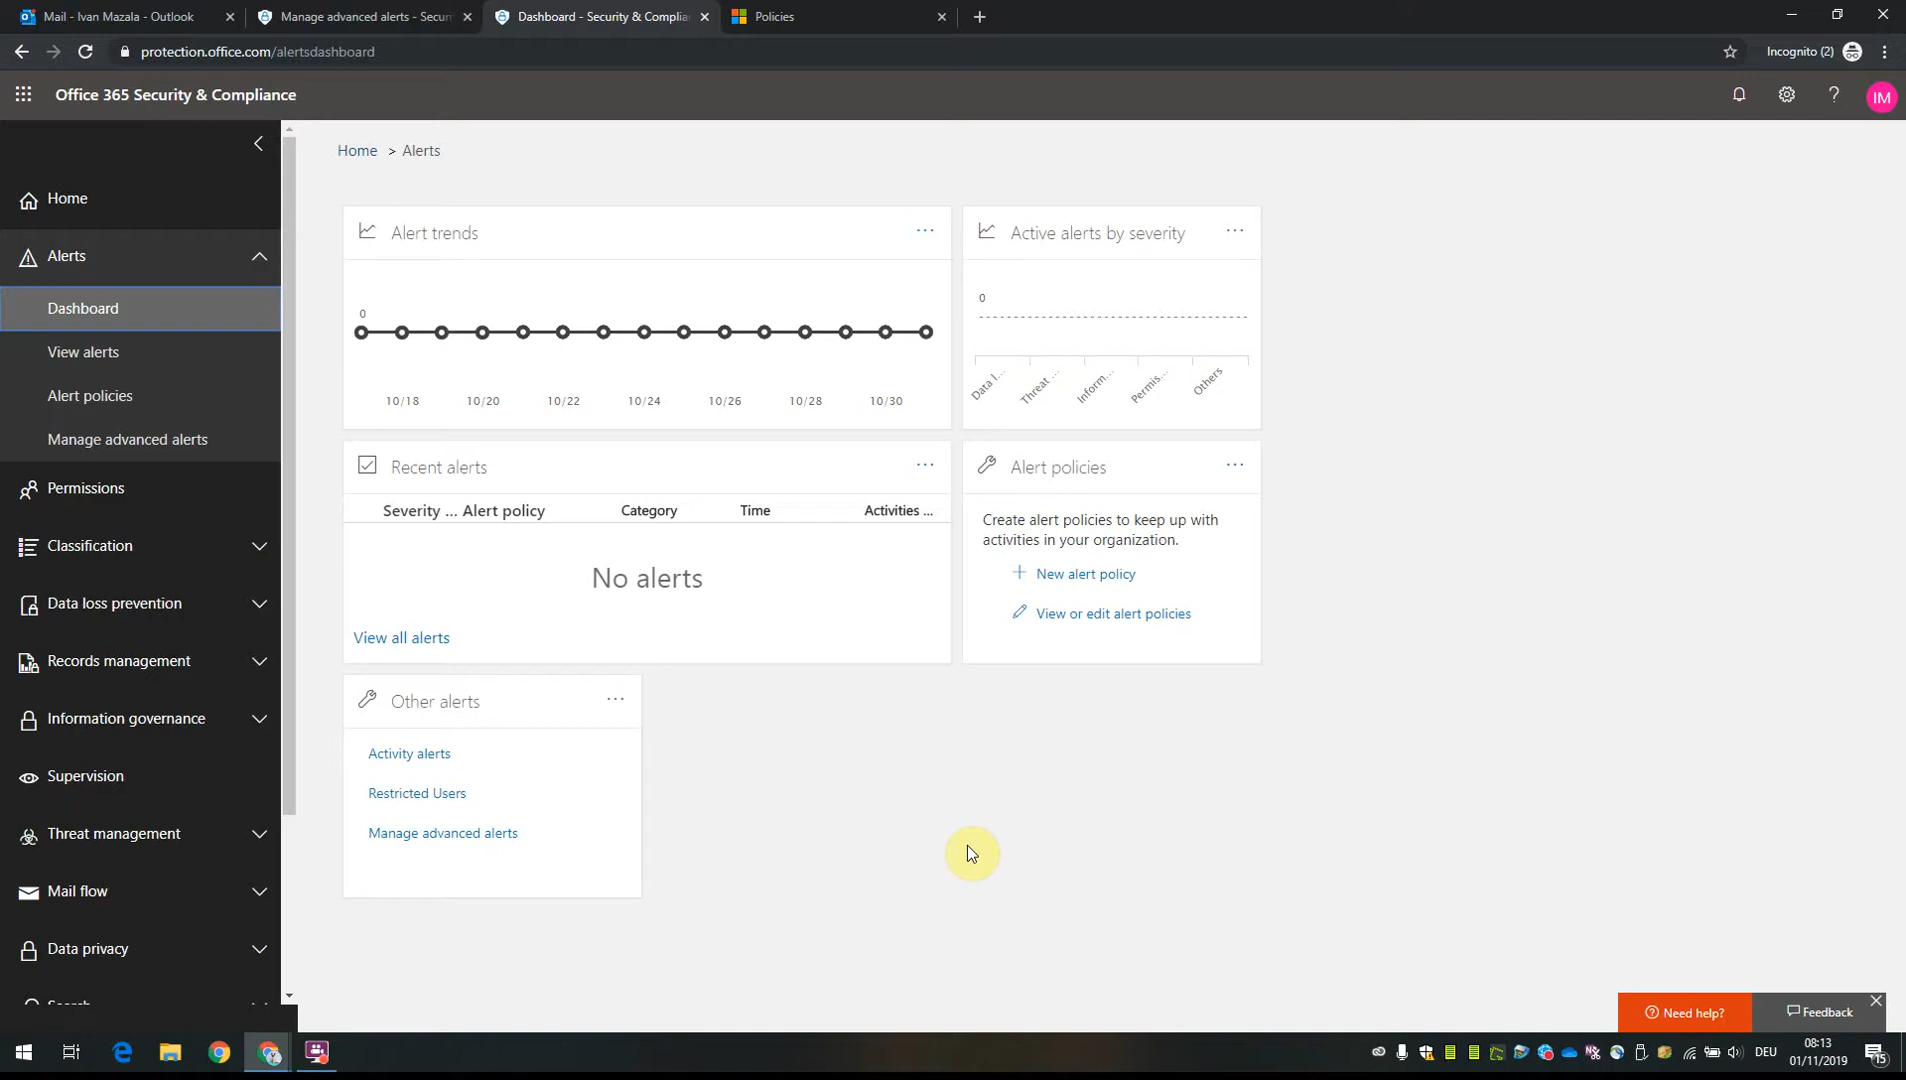 Mail - Ivan Mazala - Outlook
Manage advanced alerts - Secur
Dashboard - Security & Complia
Policies
protection.office.com/alertsdashboard
Incognito (2)
Office 365 Security & Compliance
IM
Home
Alerts
Dashboard
View alerts
Alert policies
Manage advanced alerts
Permissions
Classification
Data loss prevention
Records management
Information governance
Supervision
Threat management
Mail flow
Data privacy
Search
Home > Alerts
Alert trends
0
10/18 10/20 10/22 10/24 10/26 10/28 10/30
Active alerts by severity
0
Data l... Threat ... Inform... Permis... Others
Recent alerts
Severity ... Alert policy Category Time Activities ...
No alerts
View all alerts
Alert policies
Create alert policies to keep up with
activities in your organization.
New alert policy
View or edit alert policies
Other alerts
Activity alerts
Restricted Users
Manage advanced alerts
Need help?
Feedback
DEU
08:13
01/11/2019
15